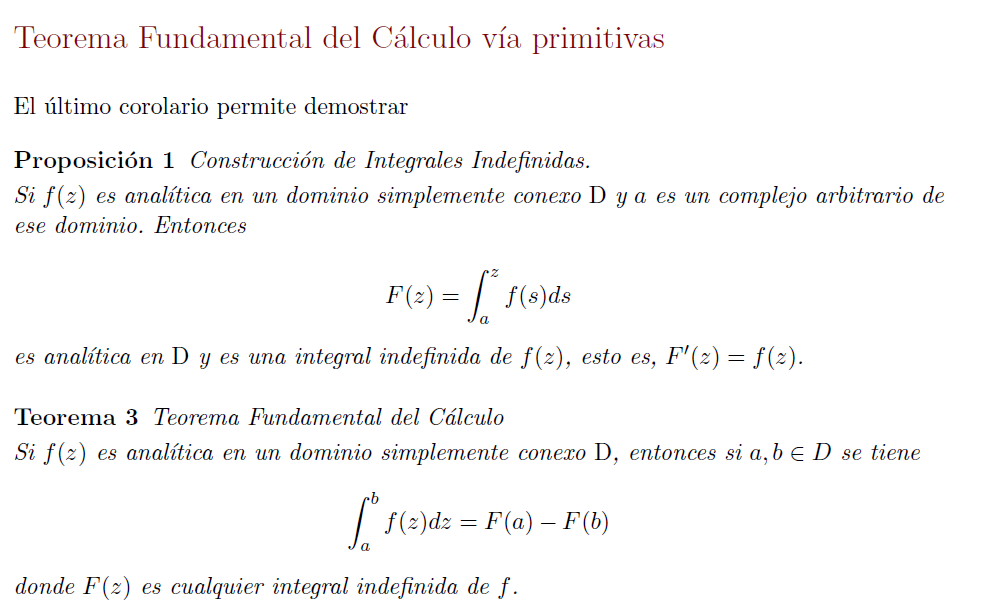 Teorema Fundamental del Cálculo vía primitivas
El último corolario permite demostrar
Proposición 1 Construcción de Integrales Indefinidas.
Si f(z) es analítica en un dominio simplemente conexo D y a es un complejo arbitrario de
ese dominio. Entonces
F(z) = ∫_a^z f(s)ds
es analítica en D y es una integral indefinida de f(z), esto es, F′(z) = f(z).
Teorema 3 Teorema Fundamental del Cálculo
Si f(z) es analítica en un dominio simplemente conexo D, entonces si a, b ∈ D se tiene
∫_a^b f(z)dz = F(a) − F(b)
donde F(z) es cualquier integral indefinida de f.